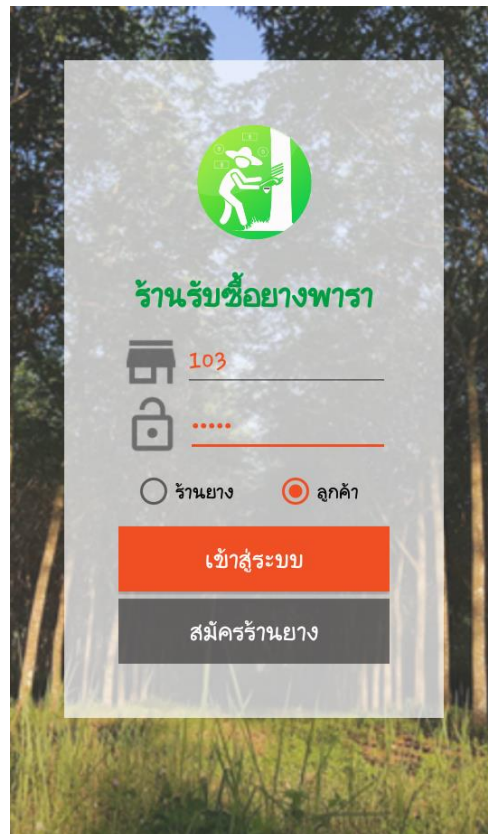 ร้านรับซื้อยางพารา
103
•••••
ร้านยาง ลูกค้า
เข้าสู่ระบบ
สมัครร้านยาง